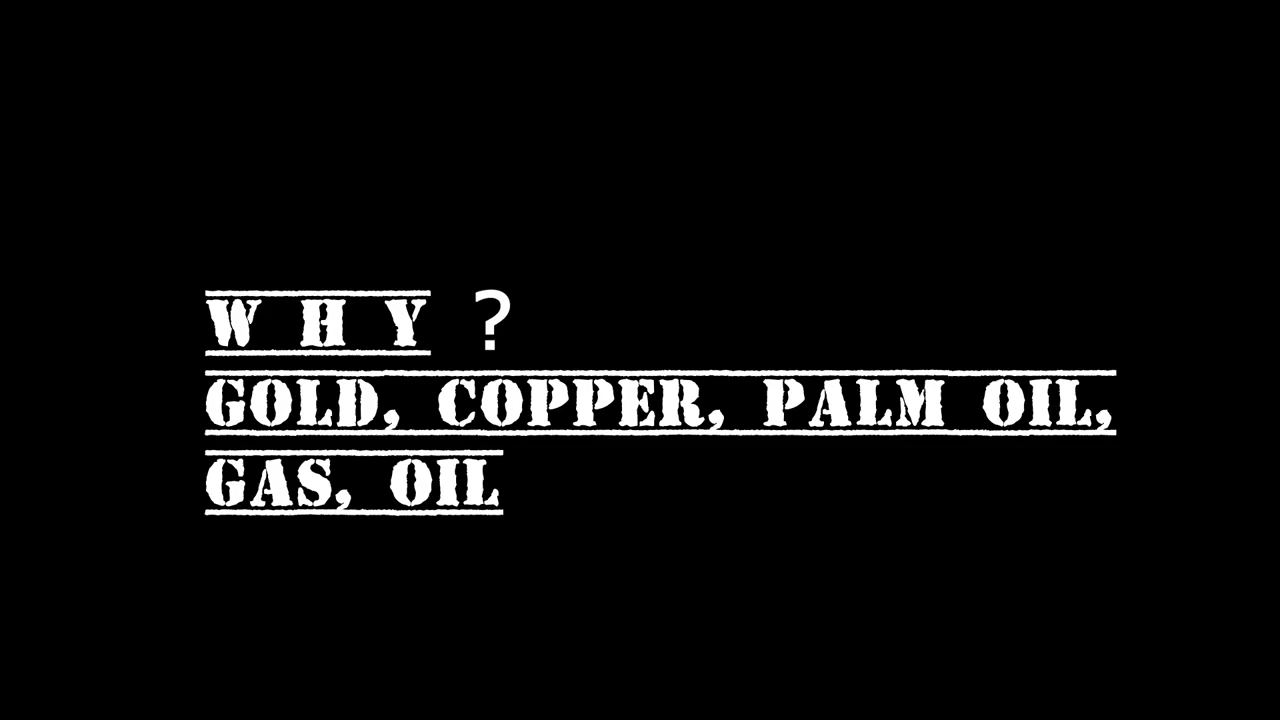 W H Y ?
GOLD, COPPER, PALM OIL,
GAS, OIL